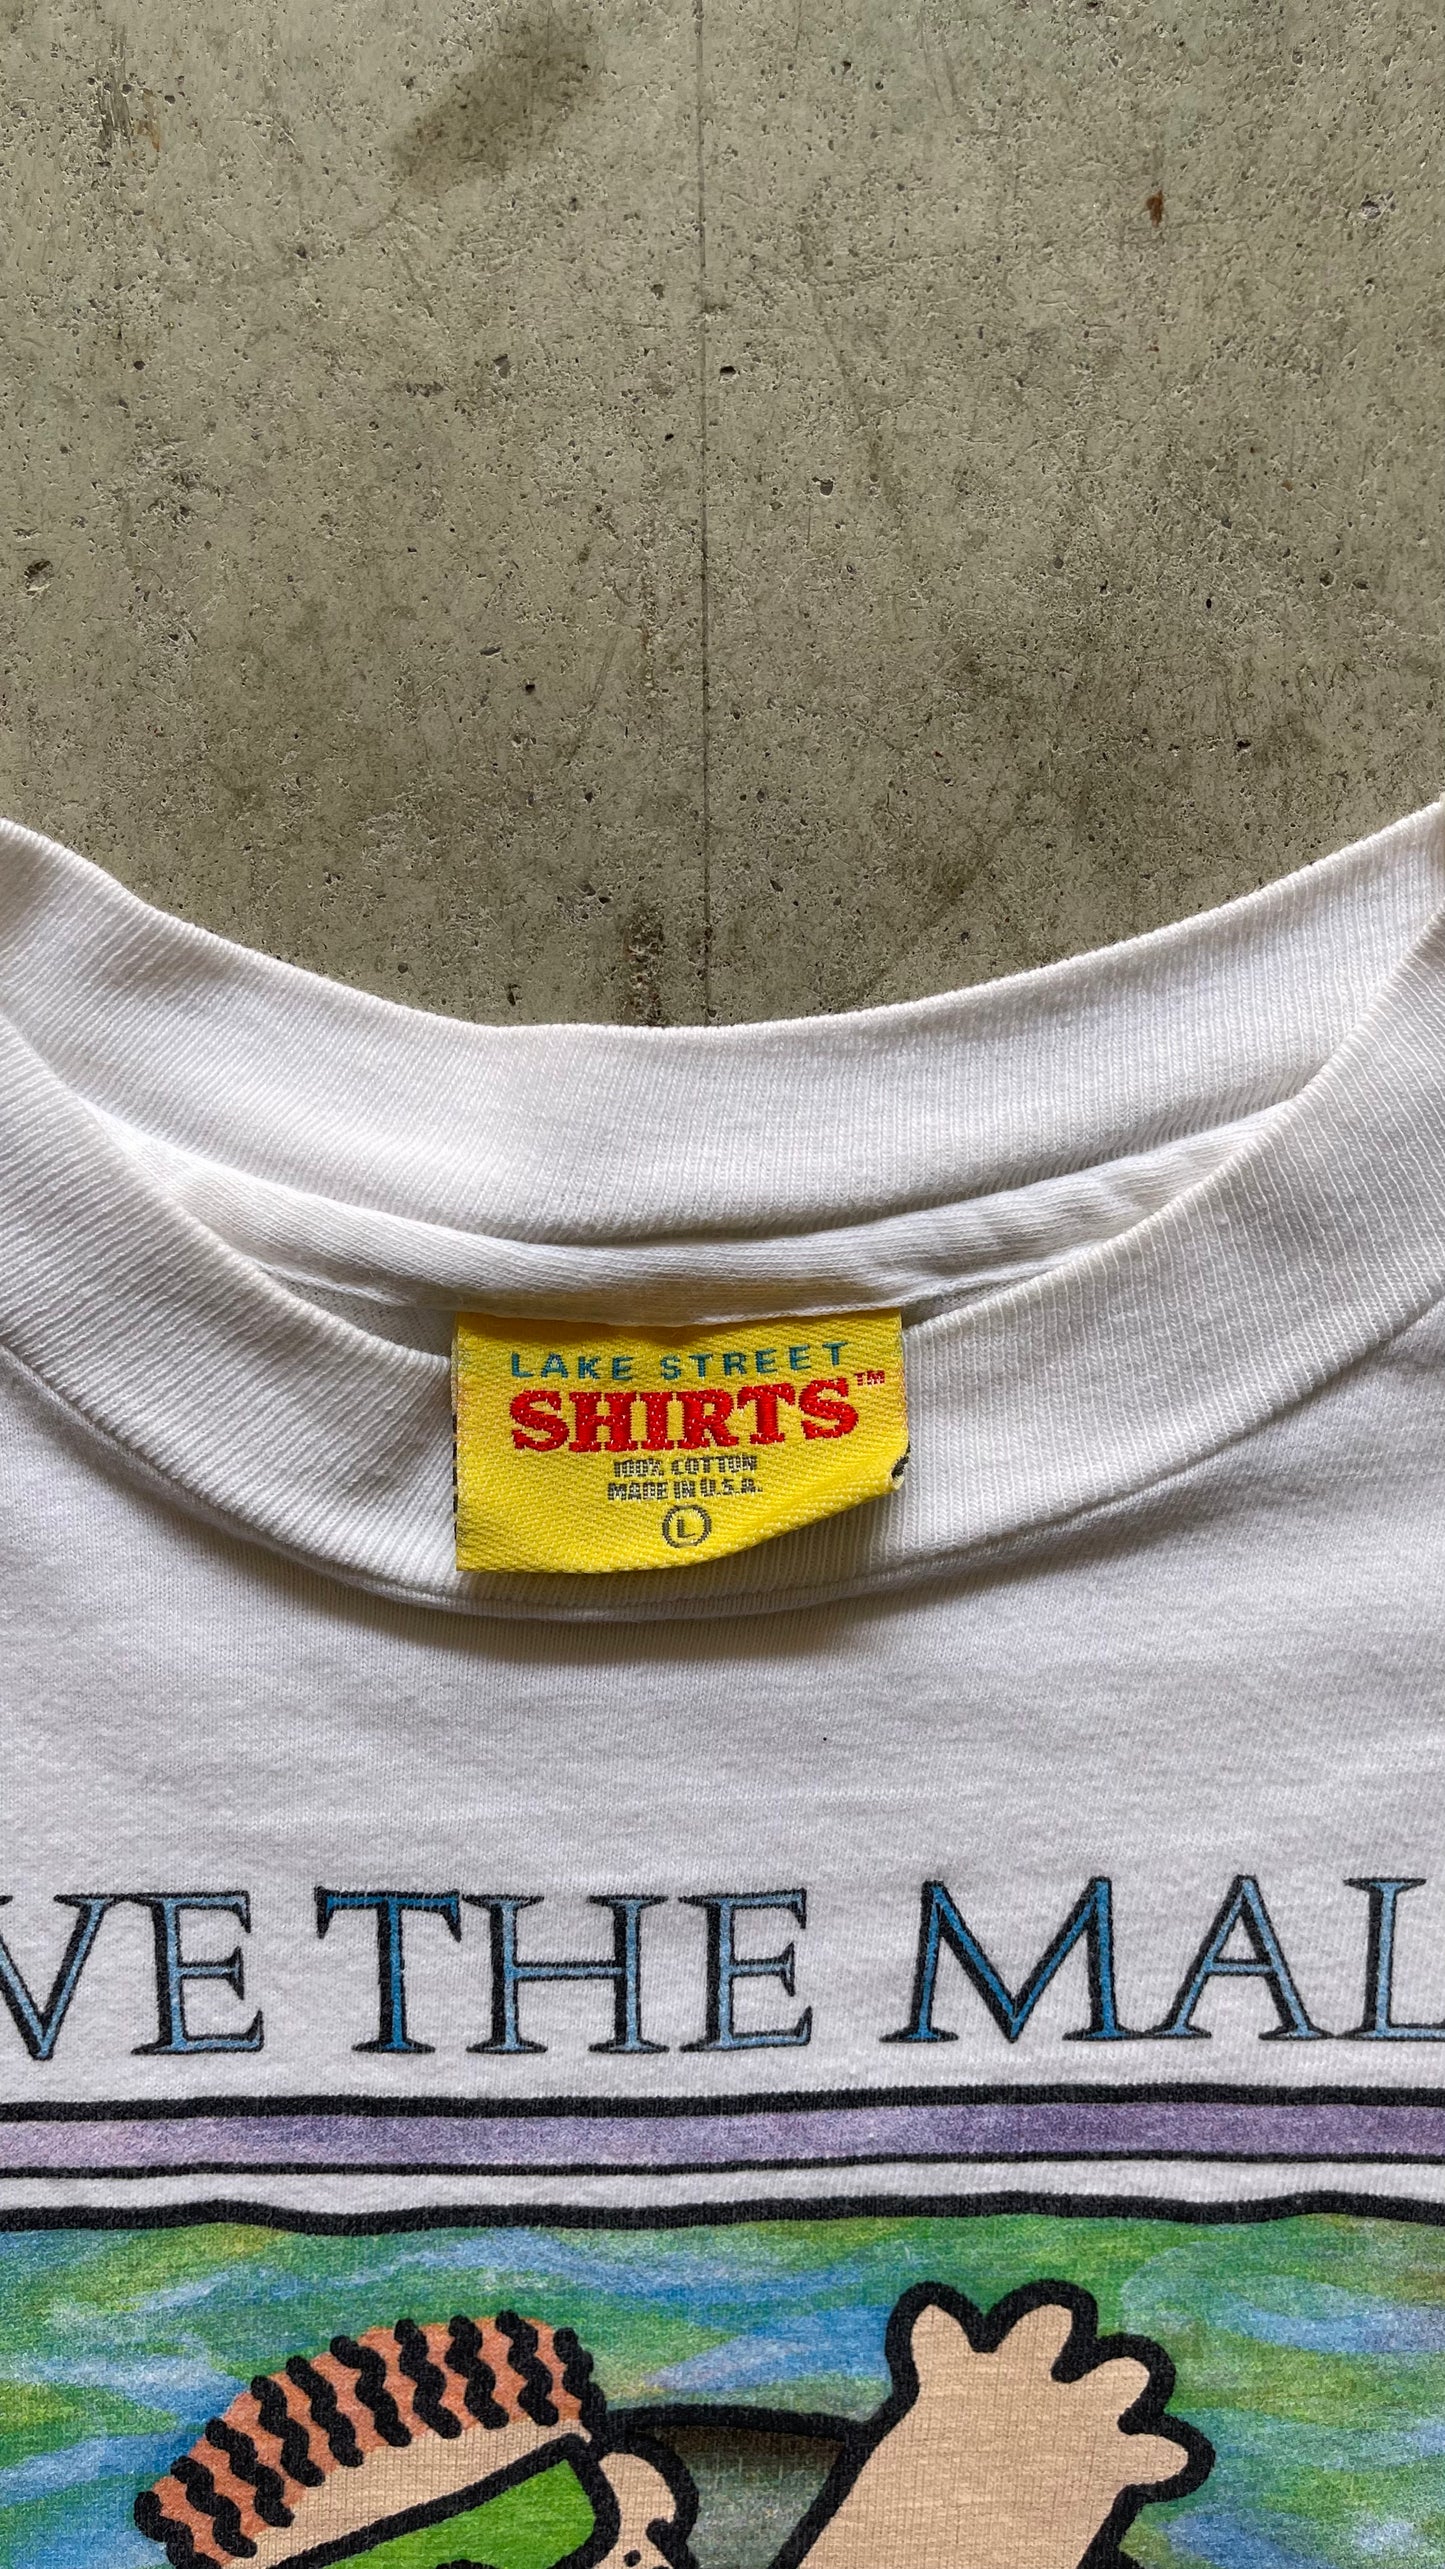 LAKE STREET
SHIRTS™
100% COTTON
MADE IN U.S.A.
L
VE THE MAL